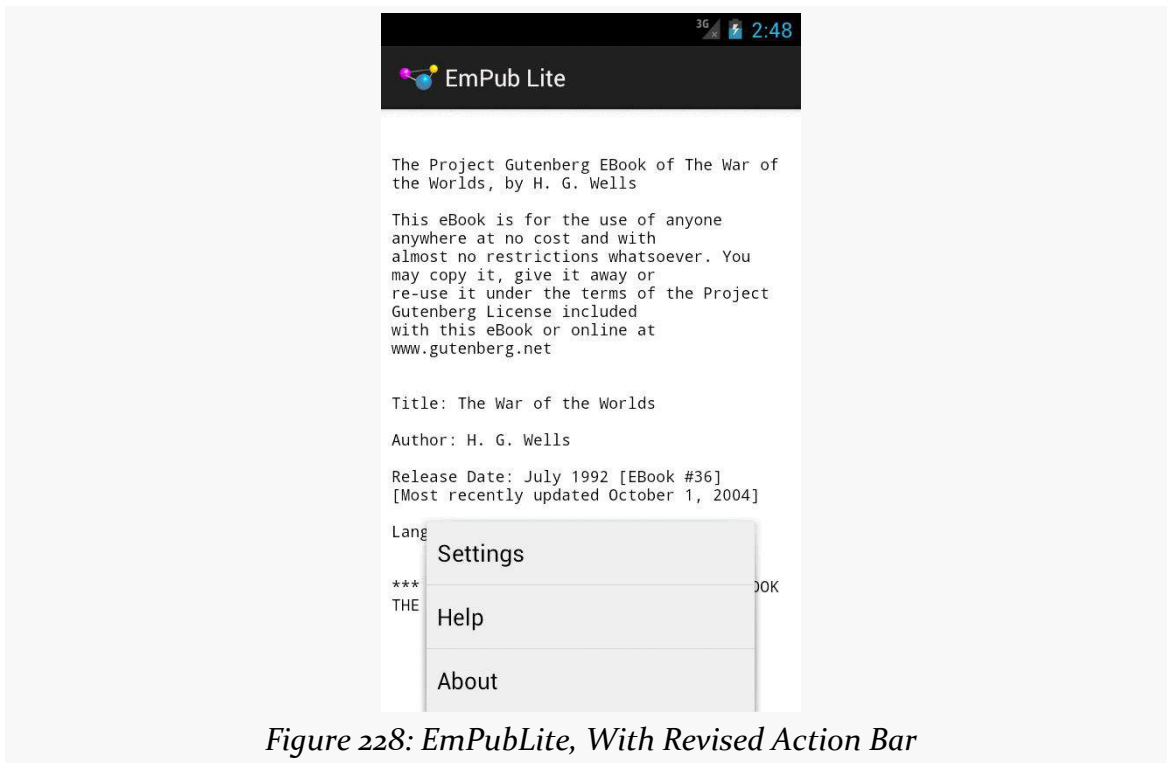 3G 2:48
EmPub Lite
The Project Gutenberg EBook of The War of
the Worlds, by H. G. Wells
This eBook is for the use of anyone
anywhere at no cost and with
almost no restrictions whatsoever. You
may copy it, give it away or
re-use it under the terms of the Project
Gutenberg License included
with this eBook or online at
www.gutenberg.net
Title: The War of the Worlds
Author: H. G. Wells
Release Date: July 1992 [EBook #36]
[Most recently updated October 1, 2004]
Lang
Settings
*** OOK
THE
Help
About
Figure 228: EmPubLite, With Revised Action Bar